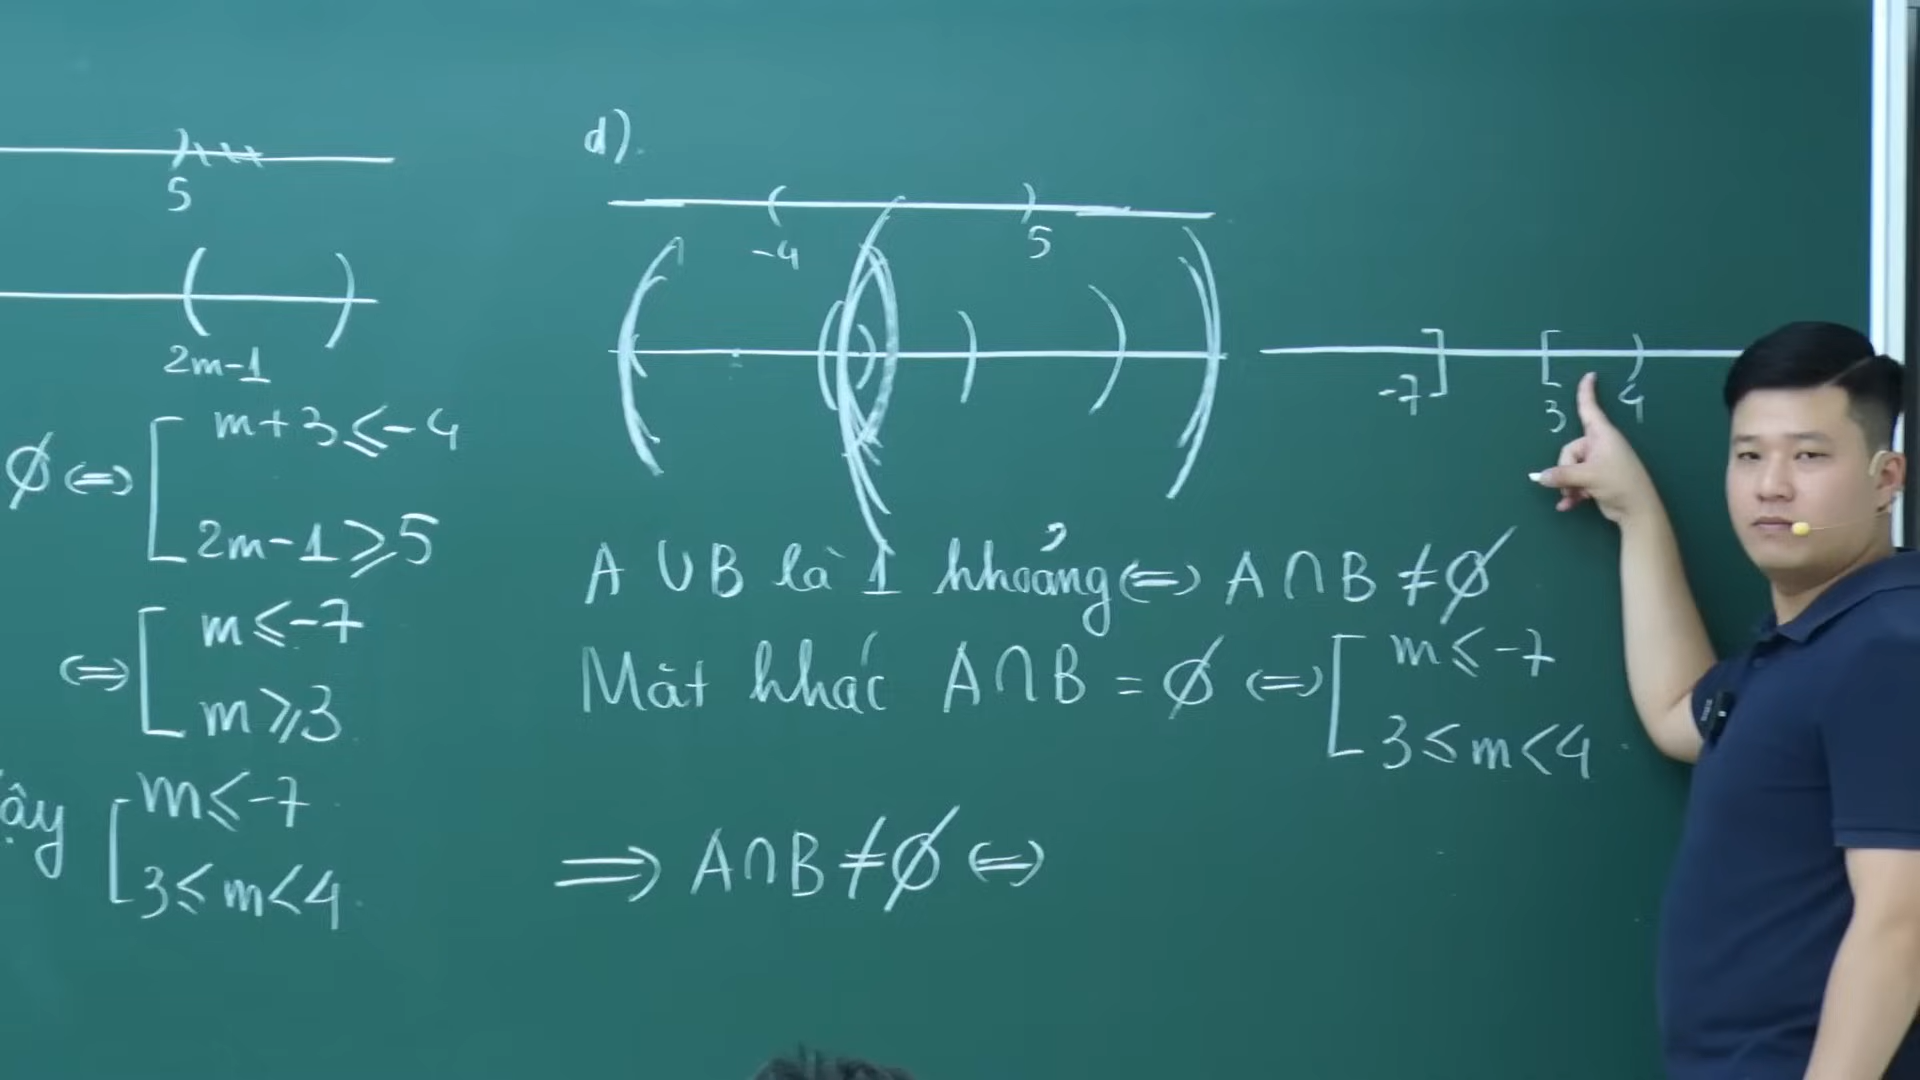 5
2m-1
∅ ⇔ [ m+3 ≤ -4
2m-1 ≥ 5
⇔ [ m ≤ -7
m ≥ 3
ậy [ m ≤ -7
3 ≤ m < 4.
d).
-4 5
-7 ] [ 3 ) 4
A ∪ B là 1 khoảng ⇔ A ∩ B ≠ ∅
Mặt khác A ∩ B = ∅ ⇔ [ m ≤ -7
3 ≤ m < 4.
⇒ A ∩ B ≠ ∅ ⇔